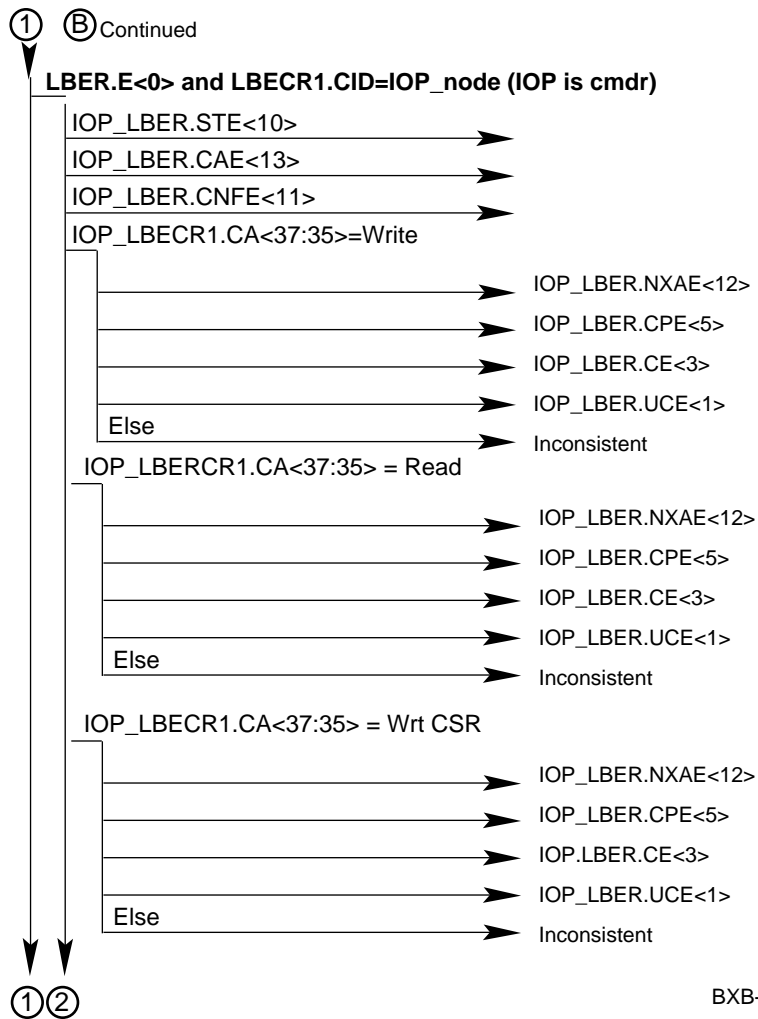 1 B Continued
LBER.E<0> and LBECR1.CID=IOP_node (IOP is cmdr)
IOP_LBER.STE<10>
IOP_LBER.CAE<13>
IOP_LBER.CNFE<11>
IOP_LBECR1.CA<37:35>=Write
IOP_LBER.NXAE<12>
IOP_LBER.CPE<5>
IOP_LBER.CE<3>
IOP_LBER.UCE<1>
Else
Inconsistent
IOP_LBERCR1.CA<37:35> = Read
IOP_LBER.NXAE<12>
IOP_LBER.CPE<5>
IOP_LBER.CE<3>
IOP_LBER.UCE<1>
Else
Inconsistent
IOP_LBECR1.CA<37:35> = Wrt CSR
IOP_LBER.NXAE<12>
IOP_LBER.CPE<5>
IOP.LBER.CE<3>
IOP_LBER.UCE<1>
Else
Inconsistent
1 2
BXB-